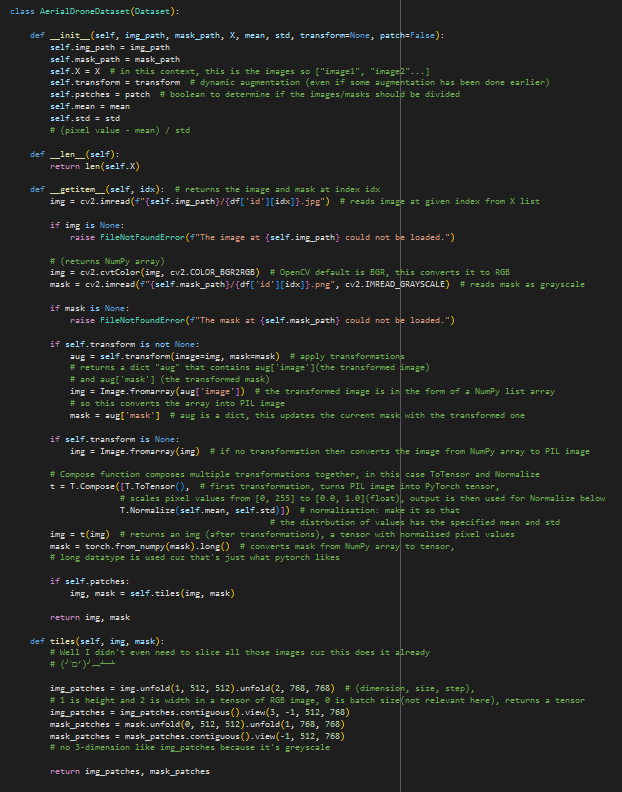 class AerialDroneDataset(Dataset):
def __init__(self, img_path, mask_path, X, mean, std, transform=None, patch=False):
self.img_path = img_path
self.mask_path = mask_path
self.X = X  # in this context, this is the images so ["image1", "image2"...]
self.transform = transform  # dynamic augmentation (even if some augmentation has been done earlier)
self.patches = patch  # boolean to determine if the images/masks should be divided
self.mean = mean
self.std = std
# (pixel value - mean) / std
def __len__(self):
return len(self.X)
def __getitem__(self, idx):  # returns the image and mask at index idx
img = cv2.imread(f"{self.img_path}/{df['id'][idx]}.jpg")  # reads image at given index from X list
if img is None:
raise FileNotFoundError(f"The image at {self.img_path} could not be loaded.")
# (returns NumPy array)
img = cv2.cvtColor(img, cv2.COLOR_BGR2RGB)  # OpenCV default is BGR, this converts it to RGB
mask = cv2.imread(f"{self.mask_path}/{df['id'][idx]}.png", cv2.IMREAD_GRAYSCALE)  # reads mask as grayscale
if mask is None:
raise FileNotFoundError(f"The mask at {self.mask_path} could not be loaded.")
if self.transform is not None:
aug = self.transform(image=img, mask=mask)  # apply transformations
# returns a dict "aug" that contains aug['image'](the transformed image)
# and aug['mask'] (the transformed mask)
img = Image.fromarray(aug['image'])  # the transformed image is in the form of a NumPy list array
# so this converts the array into PIL image
mask = aug['mask']  # aug is a dict, this updates the current mask with the transformed one
if self.transform is None:
img = Image.fromarray(img)  # if no transformation then converts the image from NumPy array to PIL image
# Compose function composes multiple transformations together, in this case ToTensor and Normalize
t = T.Compose([T.ToTensor(),  # first transformation, turns PIL image into PyTorch tensor,
# scales pixel values from [0, 255] to [0.0, 1.0](float), output is then used for Normalize below
T.Normalize(self.mean, self.std)])  # normalisation: make it so that
# the distrbution of values has the specified mean and std
img = t(img)  # returns an img (after transformations), a tensor with normalised pixel values
mask = torch.from_numpy(mask).long()  # converts mask from NumPy array to tensor,
# long datatype is used cuz that's just what pytorch likes
if self.patches:
img, mask = self.tiles(img, mask)
return img, mask
def tiles(self, img, mask):
# Well I didn't even need to slice all those images cuz this does it already
# (╯'□')╯︵┻━┻
img_patches = img.unfold(1, 512, 512).unfold(2, 768, 768)  # (dimension, size, step),
# 1 is height and 2 is width in a tensor of RGB image, 0 is batch size(not relevant here), returns a tensor
img_patches = img_patches.contiguous().view(3, -1, 512, 768)
mask_patches = mask.unfold(0, 512, 512).unfold(1, 768, 768)
mask_patches = mask_patches.contiguous().view(-1, 512, 768)
# no 3-dimension like img_patches because it's greyscale
return img_patches, mask_patches